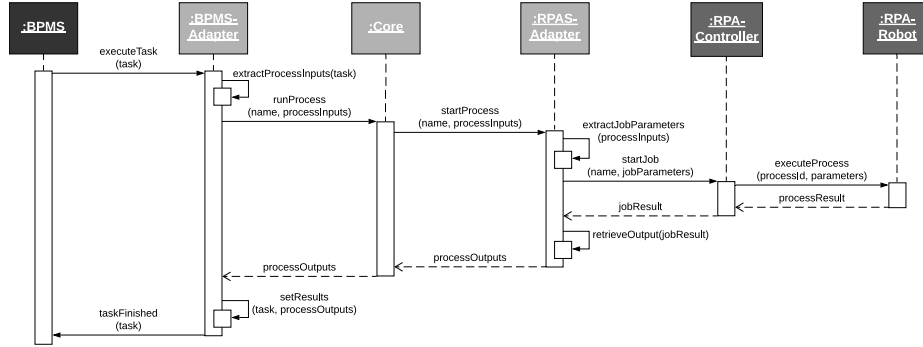 :BPMS
:BPMS-
Adapter
:Core
:RPAS-
Adapter
:RPA-
Controller
:RPA-
Robot
executeTask
(task)
extractProcessInputs(task)
runProcess
(name, processInputs)
startProcess
(name, processInputs)
extractJobParameters
(processInputs)
startJob
(name, jobParameters)
executeProcess
(processId, parameters)
processResult
jobResult
retrieveOutput(jobResult)
processOutputs
processOutputs
setResults
(task, processOutputs)
taskFinished
(task)